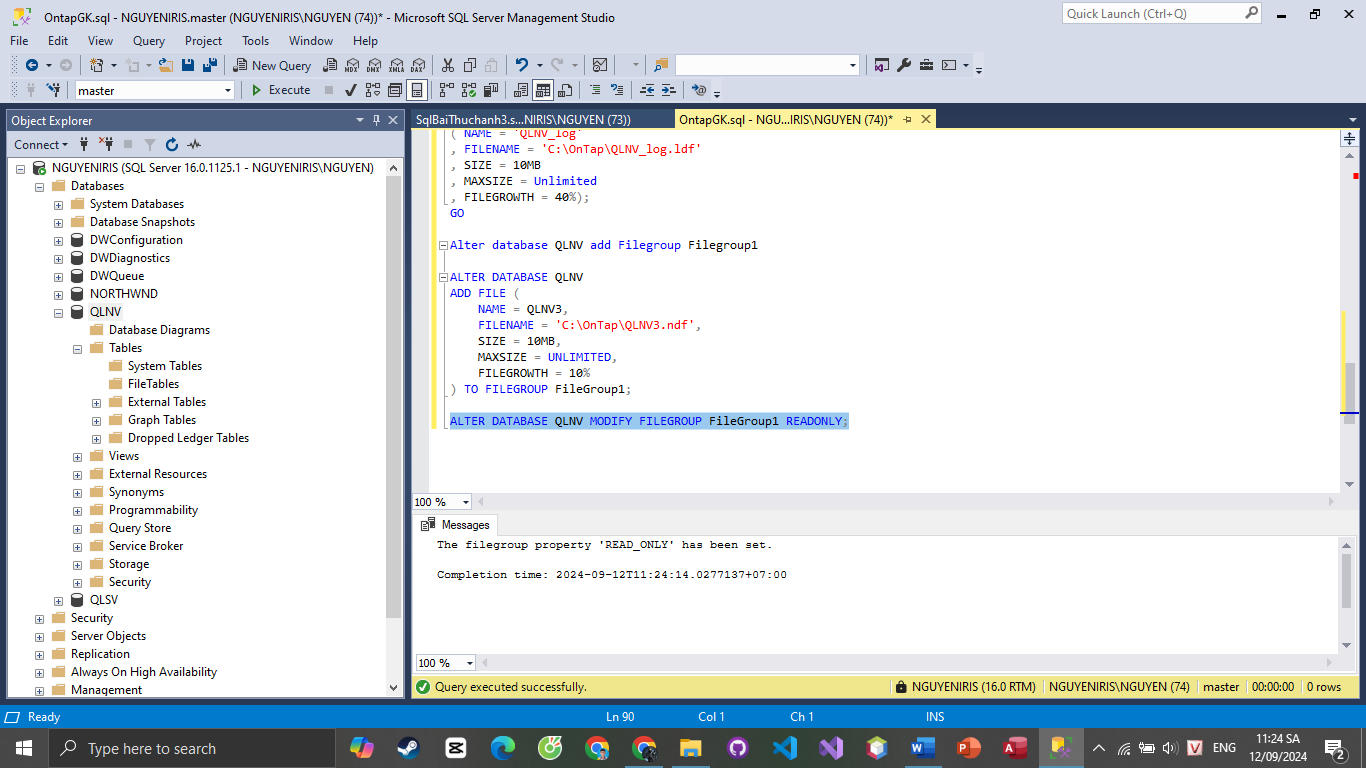 OntapGK.sql - NGUYENIRIS.master (NGUYENIRIS\NGUYEN (74))* - Microsoft SQL Server Management Studio
Quick Launch (Ctrl+Q)
File Edit View Query Project Tools Window Help
New Query MDX DMX XMLA DAX
master Execute
Object Explorer
Connect
NGUYENIRIS (SQL Server 16.0.1125.1 - NGUYENIRIS\NGUYEN)
Databases
System Databases
Database Snapshots
DWConfiguration
DWDiagnostics
DWQueue
NORTHWND
QLNV
Database Diagrams
Tables
System Tables
FileTables
External Tables
Graph Tables
Dropped Ledger Tables
Views
External Resources
Synonyms
Programmability
Query Store
Service Broker
Storage
Security
QLSV
Security
Server Objects
Replication
Always On High Availability
Management
SqlBaiThuchanh3.s...NIRIS\NGUYEN (73))
OntapGK.sql - NGU...IRIS\NGUYEN (74))*
( NAME = 'QLNV_log'
, FILENAME = 'C:\OnTap\QLNV_log.ldf'
, SIZE = 10MB
, MAXSIZE = Unlimited
, FILEGROWTH = 40%);
GO
Alter database QLNV add Filegroup Filegroup1
ALTER DATABASE QLNV
ADD FILE (
NAME = QLNV3,
FILENAME = 'C:\OnTap\QLNV3.ndf',
SIZE = 10MB,
MAXSIZE = UNLIMITED,
FILEGROWTH = 10%
) TO FILEGROUP FileGroup1;
ALTER DATABASE QLNV MODIFY FILEGROUP FileGroup1 READONLY;
100 %
Messages
The filegroup property 'READ_ONLY' has been set.
Completion time: 2024-09-12T11:24:14.0277137+07:00
100 %
Query executed successfully.
NGUYENIRIS (16.0 RTM) NGUYENIRIS\NGUYEN (74) master 00:00:00 0 rows
Ready Ln 90 Col 1 Ch 1 INS
Type here to search
ENG
11:24 SA
12/09/2024
2